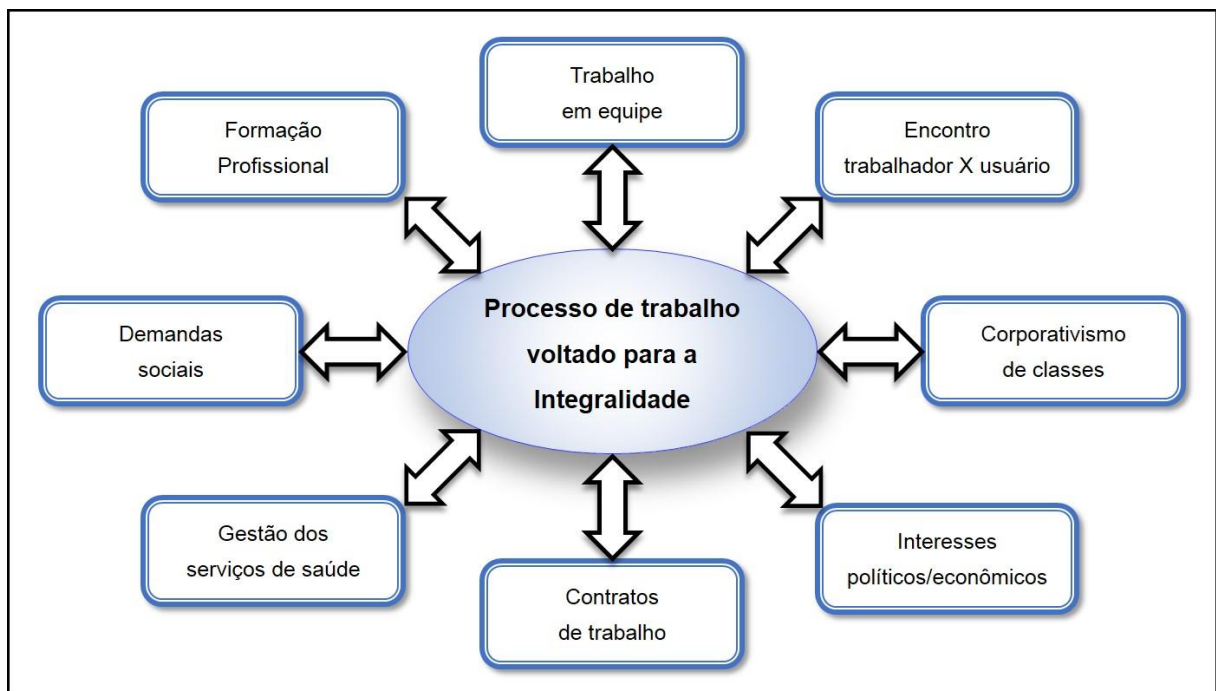 Trabalho
em equipe
Formação
Profissional
Encontro
trabalhador X usuário
Demandas
sociais
Processo de trabalho
voltado para a
Integralidade
Corporativismo
de classes
Gestão dos
serviços de saúde
Contratos
de trabalho
Interesses
políticos/econômicos